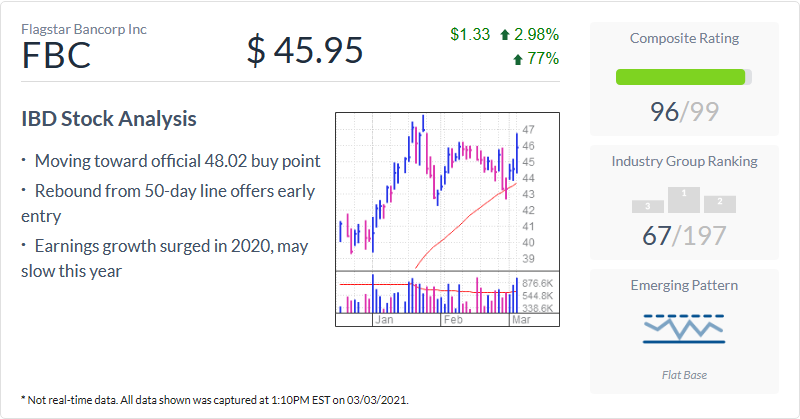 Flagstar Bancorp Inc
FBC
$ 45.95
$1.33 2.98%
77%
IBD Stock Analysis
• Moving toward official 48.02 buy point
• Rebound from 50-day line offers early
entry
• Earnings growth surged in 2020, may
slow this year
47
46
45
44
43
42
41
40
39
876.6K
544.8K
338.6K
Jan Feb Mar
Composite Rating
96/99
Industry Group Ranking
3 1 2
67/197
Emerging Pattern
Flat Base
* Not real-time data. All data shown was captured at 1:10PM EST on 03/03/2021.